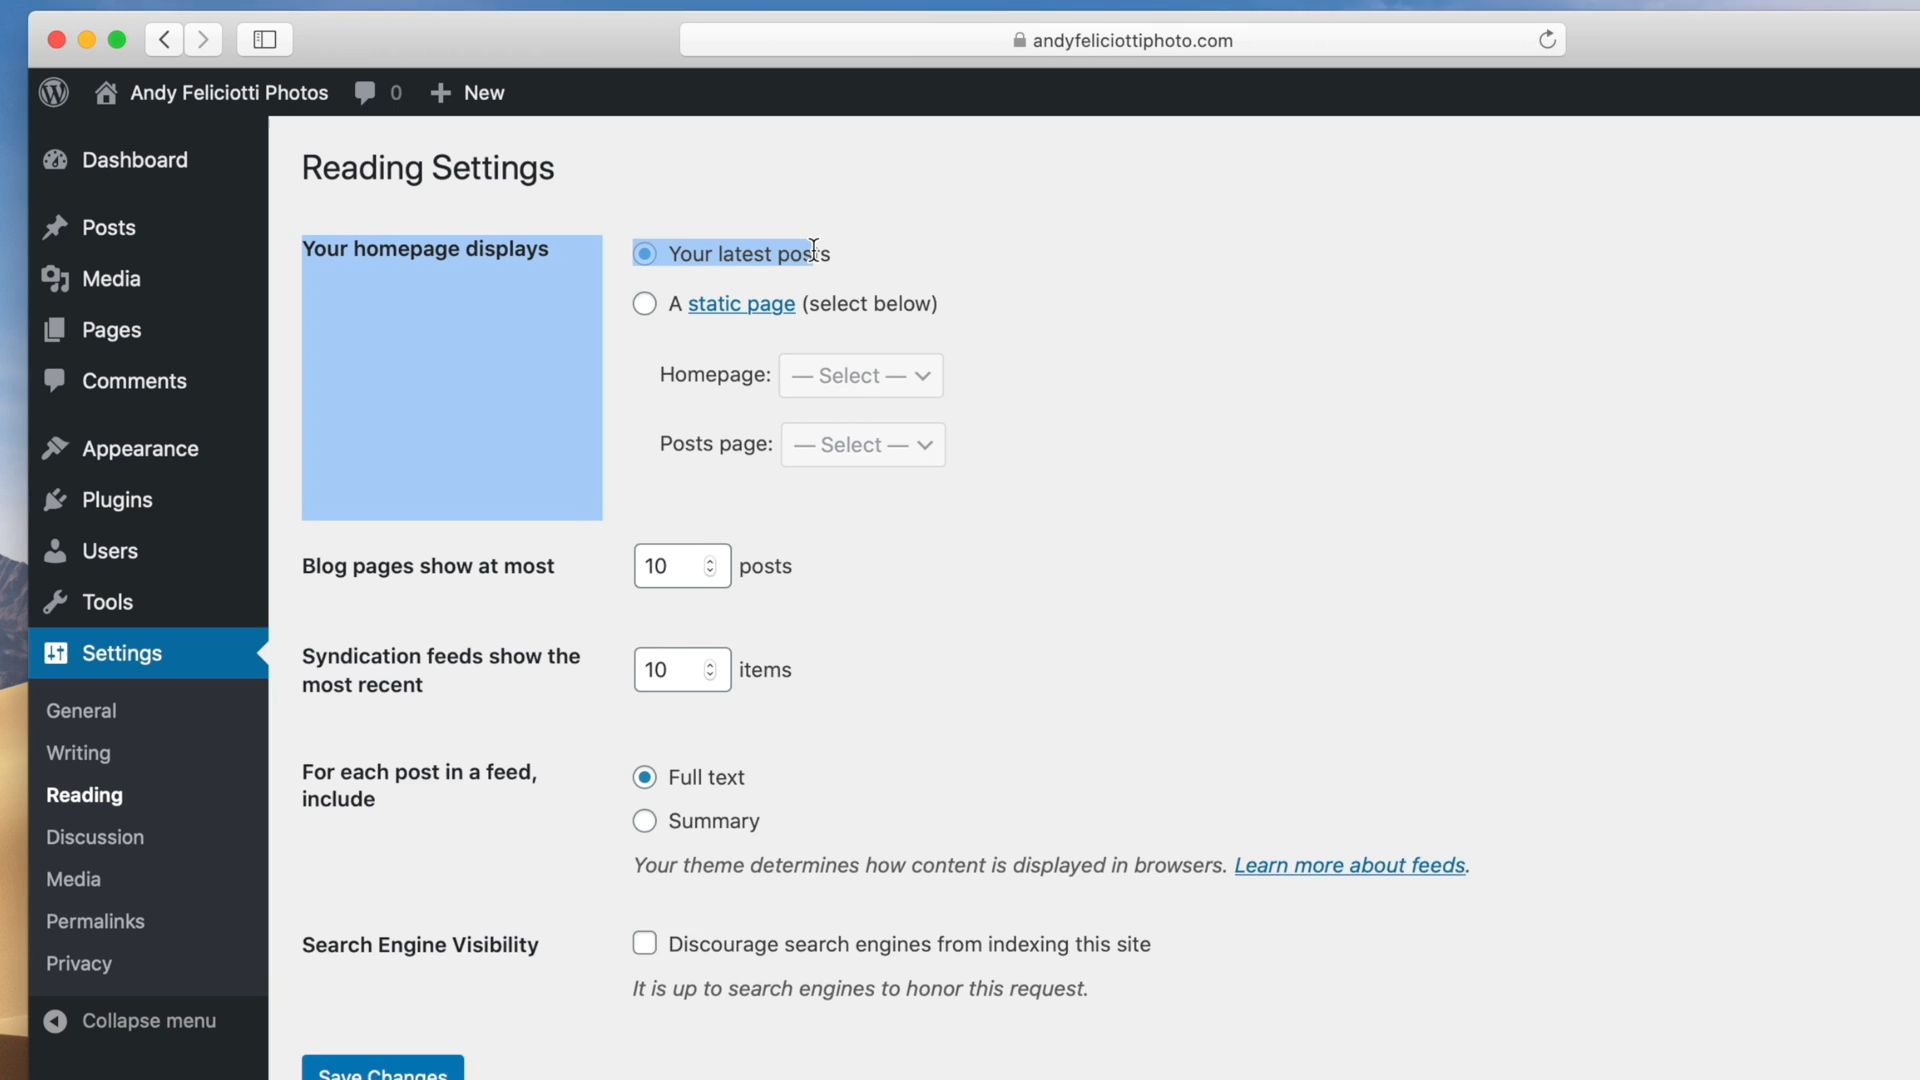 andyfeliciottiphoto.com
Andy Feliciotti Photos 0 New
Dashboard
Posts
Media
Pages
Comments
Appearance
Plugins
Users
Tools
Settings
General
Writing
Reading
Discussion
Media
Permalinks
Privacy
Collapse menu
Reading Settings
Your homepage displays
Your latest posts
A static page (select below)
Homepage: — Select —
Posts page: — Select —
Blog pages show at most 10 posts
Syndication feeds show the
most recent
10 items
For each post in a feed,
include
Full text
Summary
Your theme determines how content is displayed in browsers. Learn more about feeds.
Search Engine Visibility
Discourage search engines from indexing this site
It is up to search engines to honor this request.
Save Changes